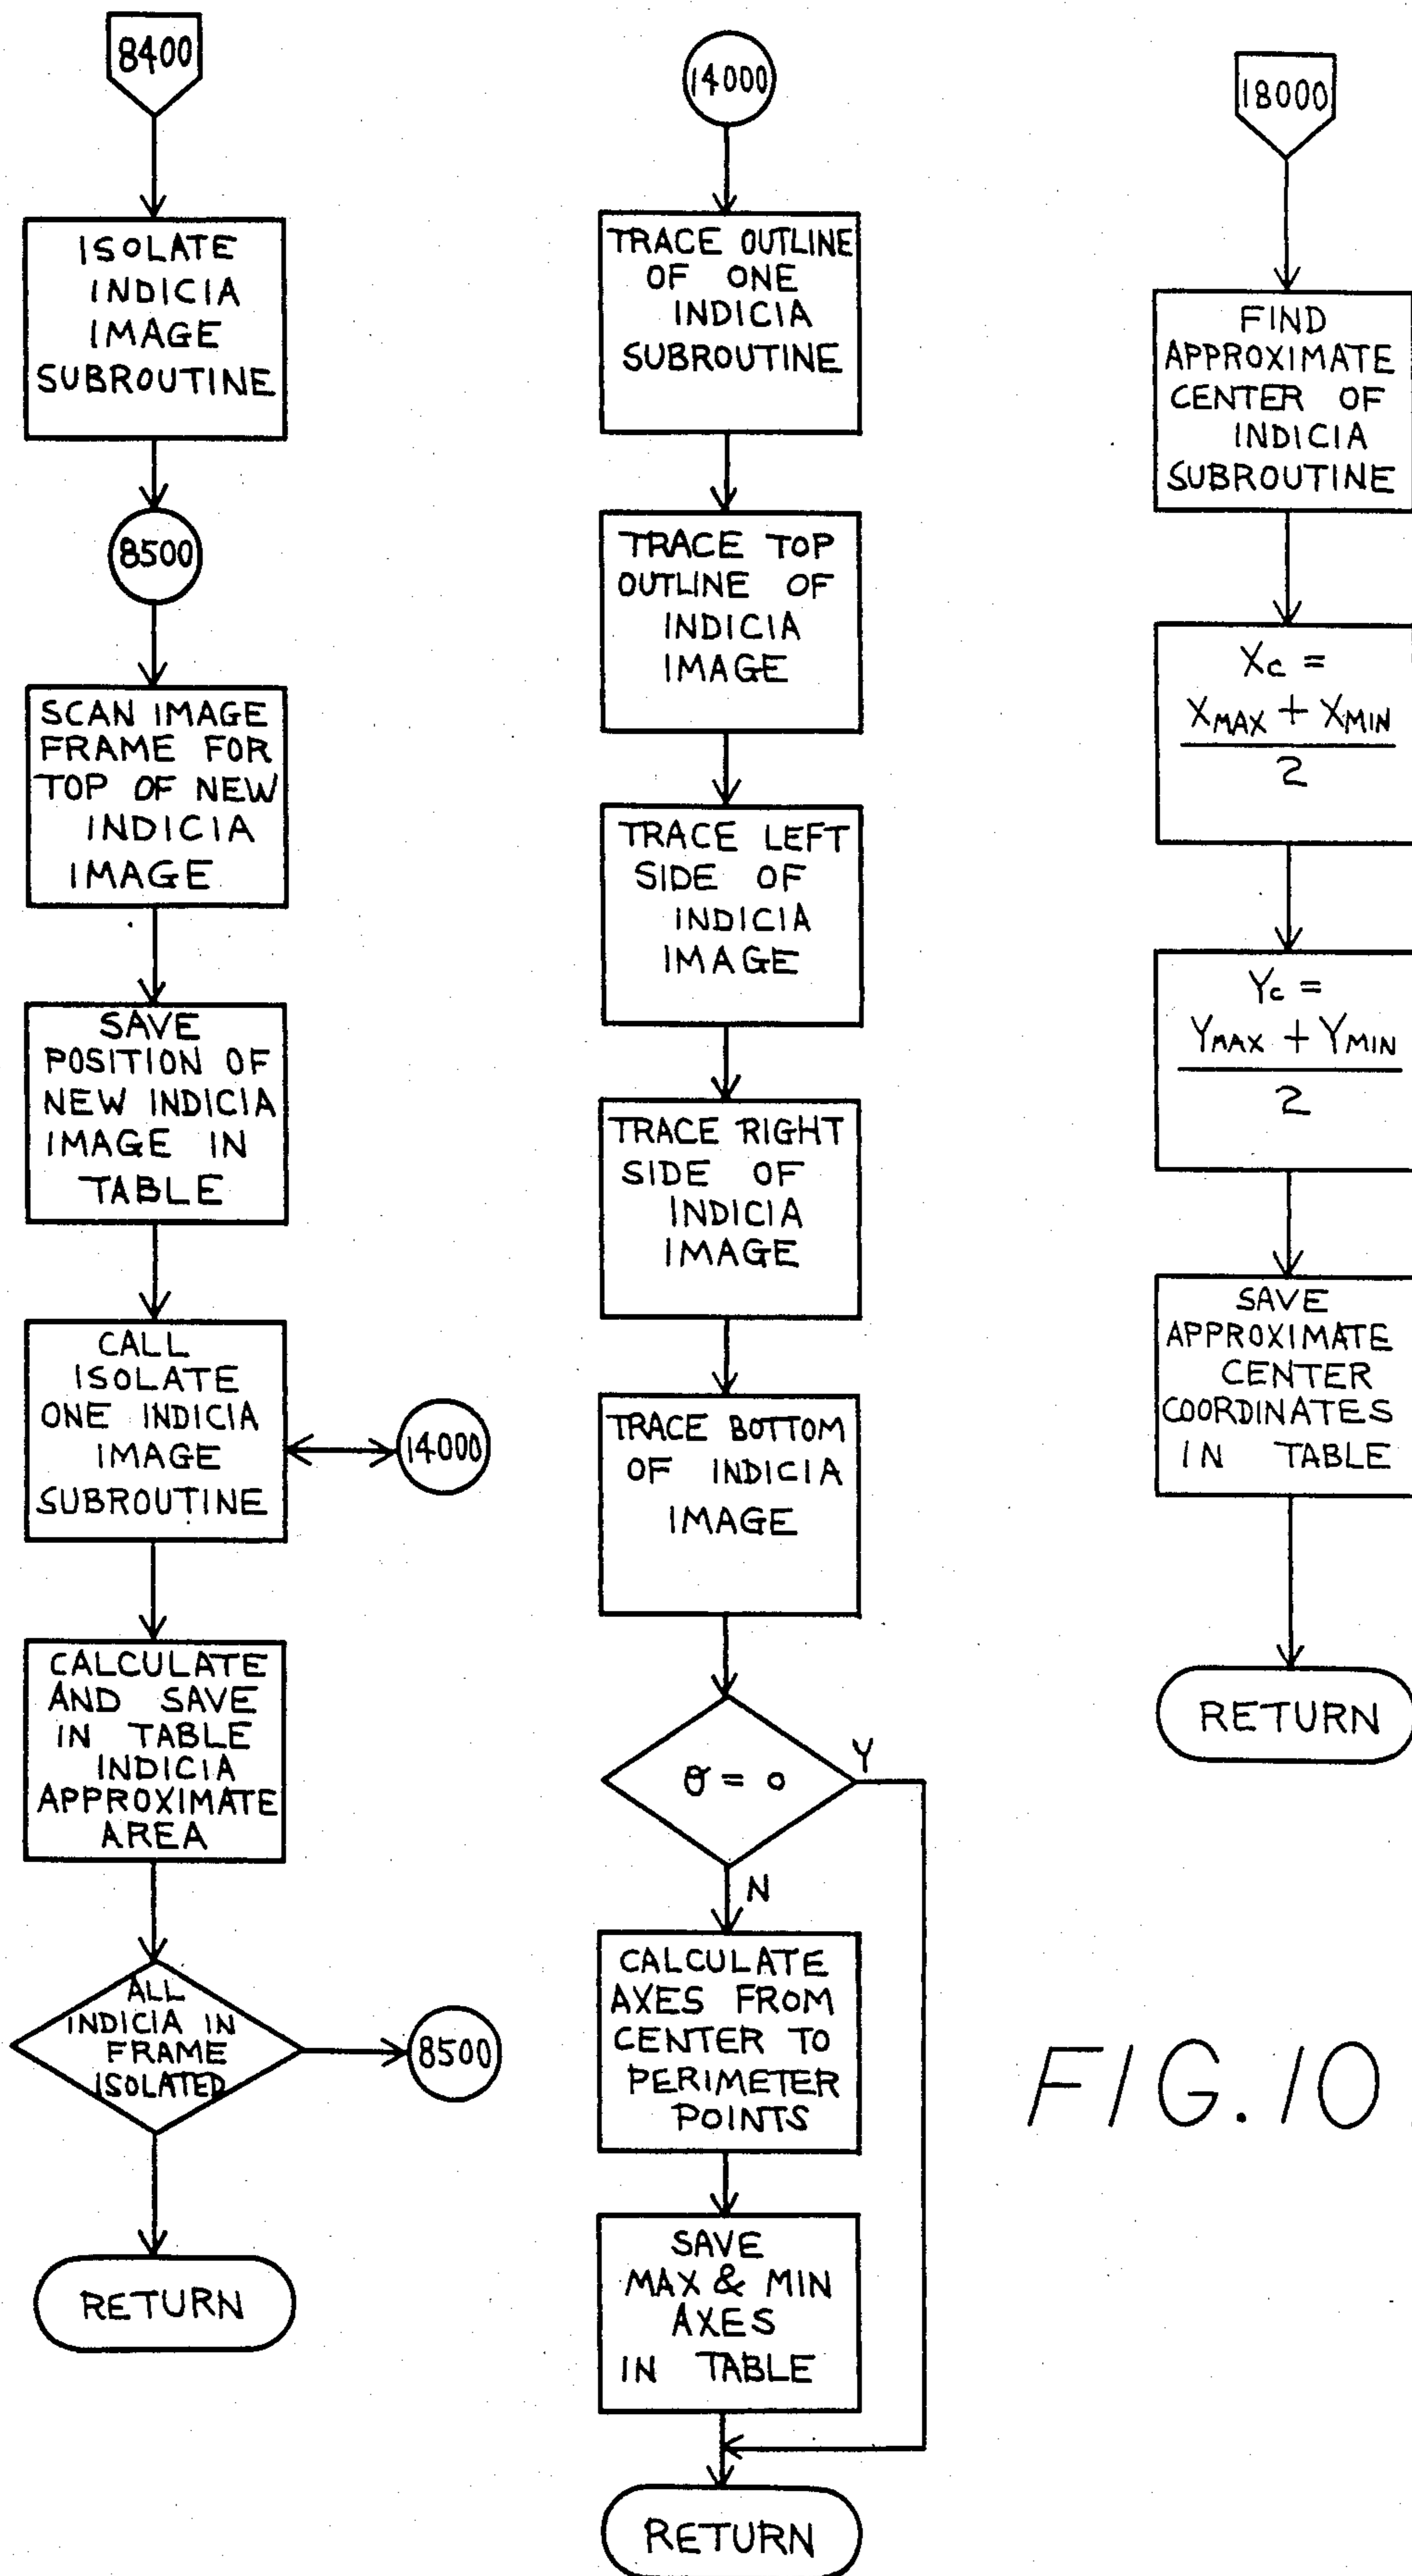 8400
ISOLATE
INDICIA
IMAGE
SUBROUTINE
8500
SCAN IMAGE
FRAME FOR
TOP OF NEW
INDICIA
IMAGE
SAVE
POSITION OF
NEW INDICIA
IMAGE IN
TABLE
CALL
ISOLATE
ONE INDICIA
IMAGE
SUBROUTINE
14000
CALCULATE
AND SAVE
IN TABLE
INDICIA
APPROXIMATE
AREA
ALL
INDICIA IN
FRAME
ISOLATED
8500
RETURN
14000
TRACE OUTLINE
OF ONE
INDICIA
SUBROUTINE
TRACE TOP
OUTLINE OF
INDICIA
IMAGE
TRACE LEFT
SIDE OF
INDICIA
IMAGE
TRACE RIGHT
SIDE OF
INDICIA
IMAGE
TRACE BOTTOM
OF INDICIA
IMAGE
θ = 0
Y
N
CALCULATE
AXES FROM
CENTER TO
PERIMETER
POINTS
SAVE
MAX & MIN
AXES
IN TABLE
RETURN
18000
FIND
APPROXIMATE
CENTER OF
INDICIA
SUBROUTINE
Xc =
XMAX + XMIN
2
Yc =
YMAX + YMIN
2
SAVE
APPROXIMATE
CENTER
COORDINATES
IN TABLE
RETURN
FIG. 10.